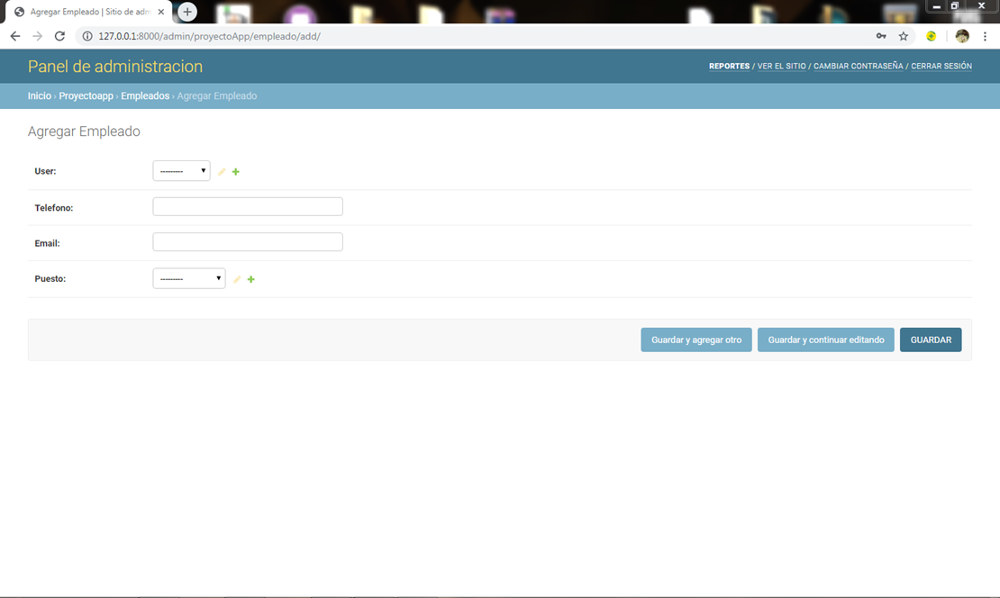 Agregar Empleado | Sitio de adm
127.0.0.1:8000/admin/proyectoApp/empleado/add/
Panel de administracion
REPORTES / VER EL SITIO / CAMBIAR CONTRASEÑA / CERRAR SESIÓN
Inicio › Proyectoapp › Empleados › Agregar Empleado
Agregar Empleado
User: ---------
Telefono:
Email:
Puesto: ---------
Guardar y agregar otro Guardar y continuar editando GUARDAR